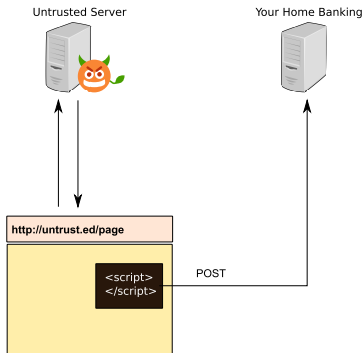 Untrusted Server
Your Home Banking
http://untrust.ed/page
<script>
</script>
POST